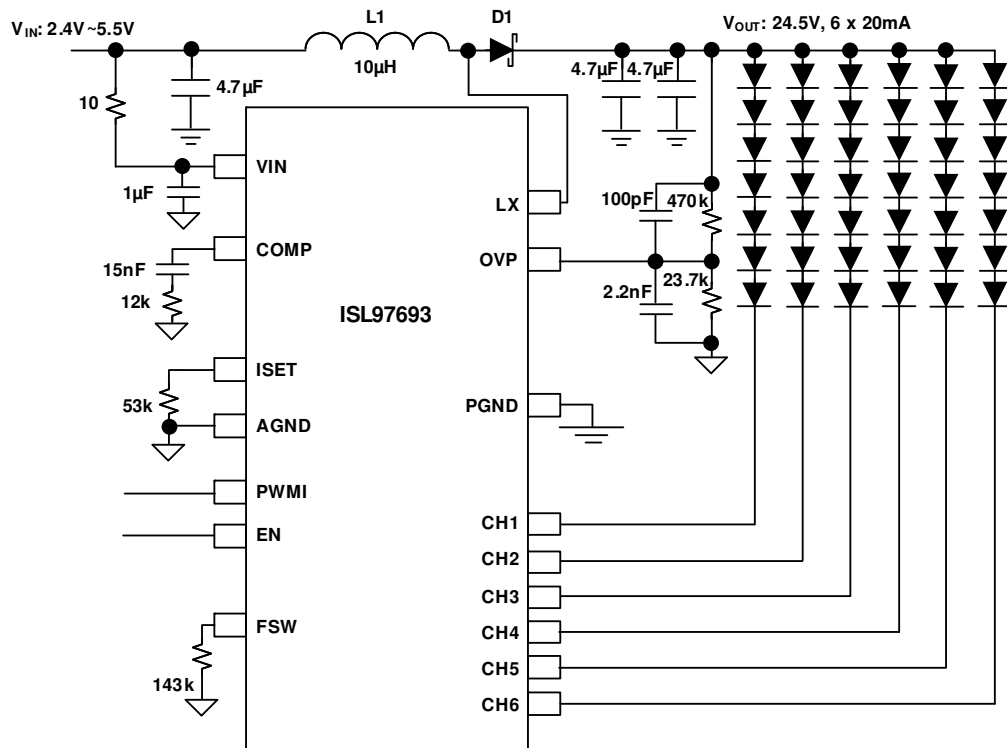 V_IN: 2.4V~5.5V
L1
D1
V_OUT: 24.5V, 6 x 20mA
10µH
4.7µF
4.7µF
4.7µF
10
VIN
1µF
LX
100pF
470k
COMP
OVP
15nF
12k
2.2nF
23.7k
ISL97693
ISET
53k
PGND
AGND
PWMI
CH1
EN
CH2
CH3
FSW
CH4
CH5
143k
CH6